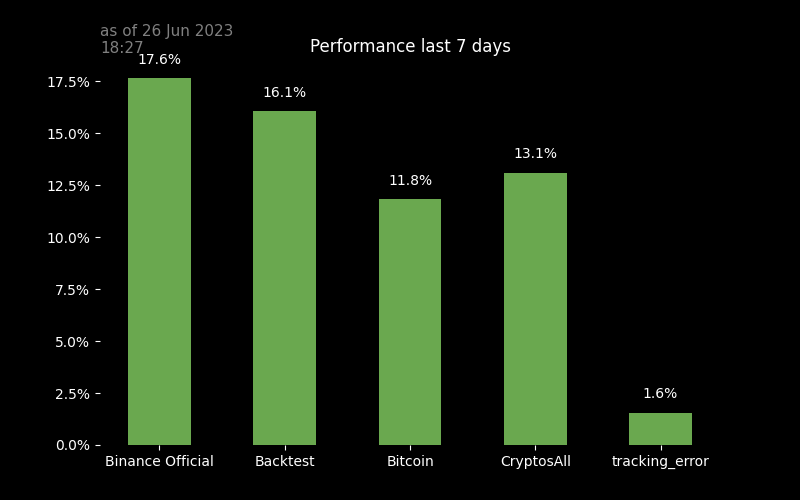 as of 26 Jun 2023
18:27
Performance last 7 days
17.6%
16.1%
11.8%
13.1%
1.6%
17.5%
15.0%
12.5%
10.0%
7.5%
5.0%
2.5%
0.0%
Binance Official
Backtest
Bitcoin
CryptosAll
tracking_error